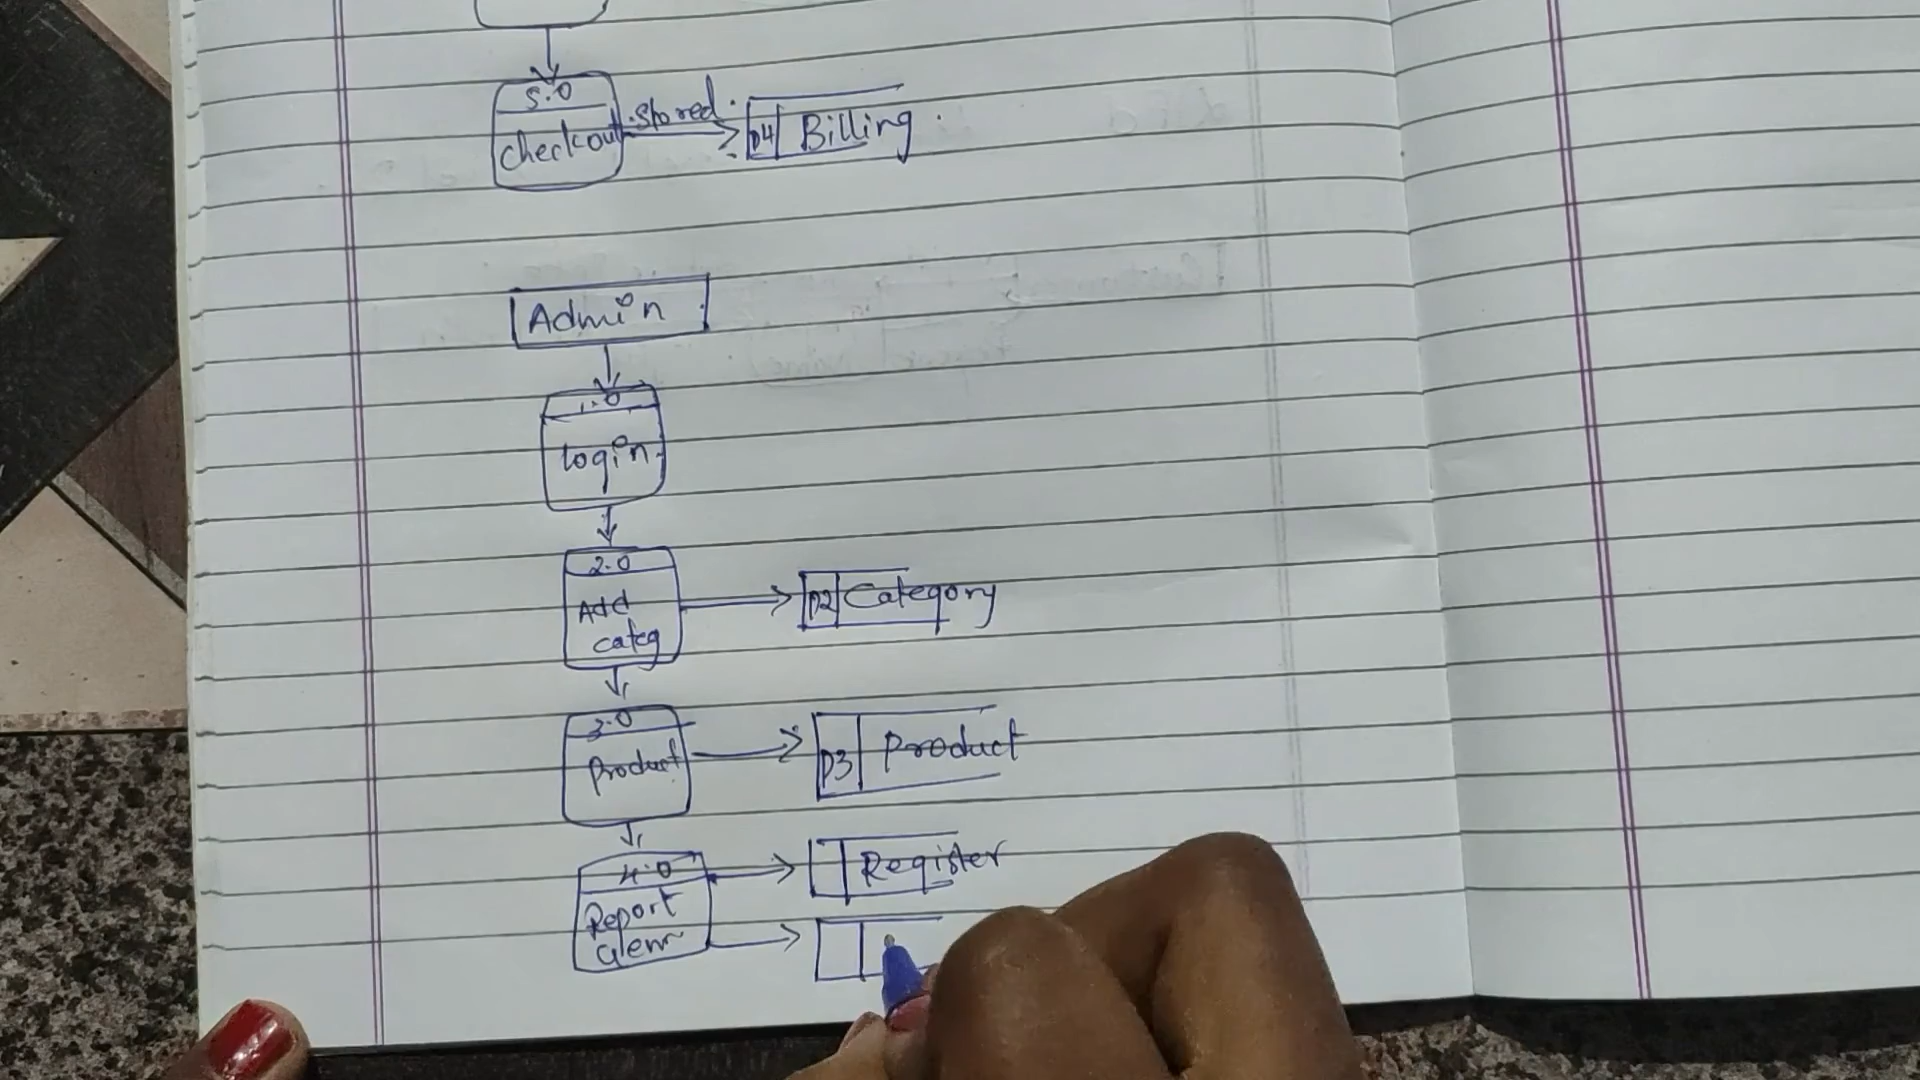 5.0
checkout
stored
D4 Billing
Admin
1.0
login
2.0
Add
categ
D2 Category
3.0
Product
D3 Product
4.0
Report
Genr
Register